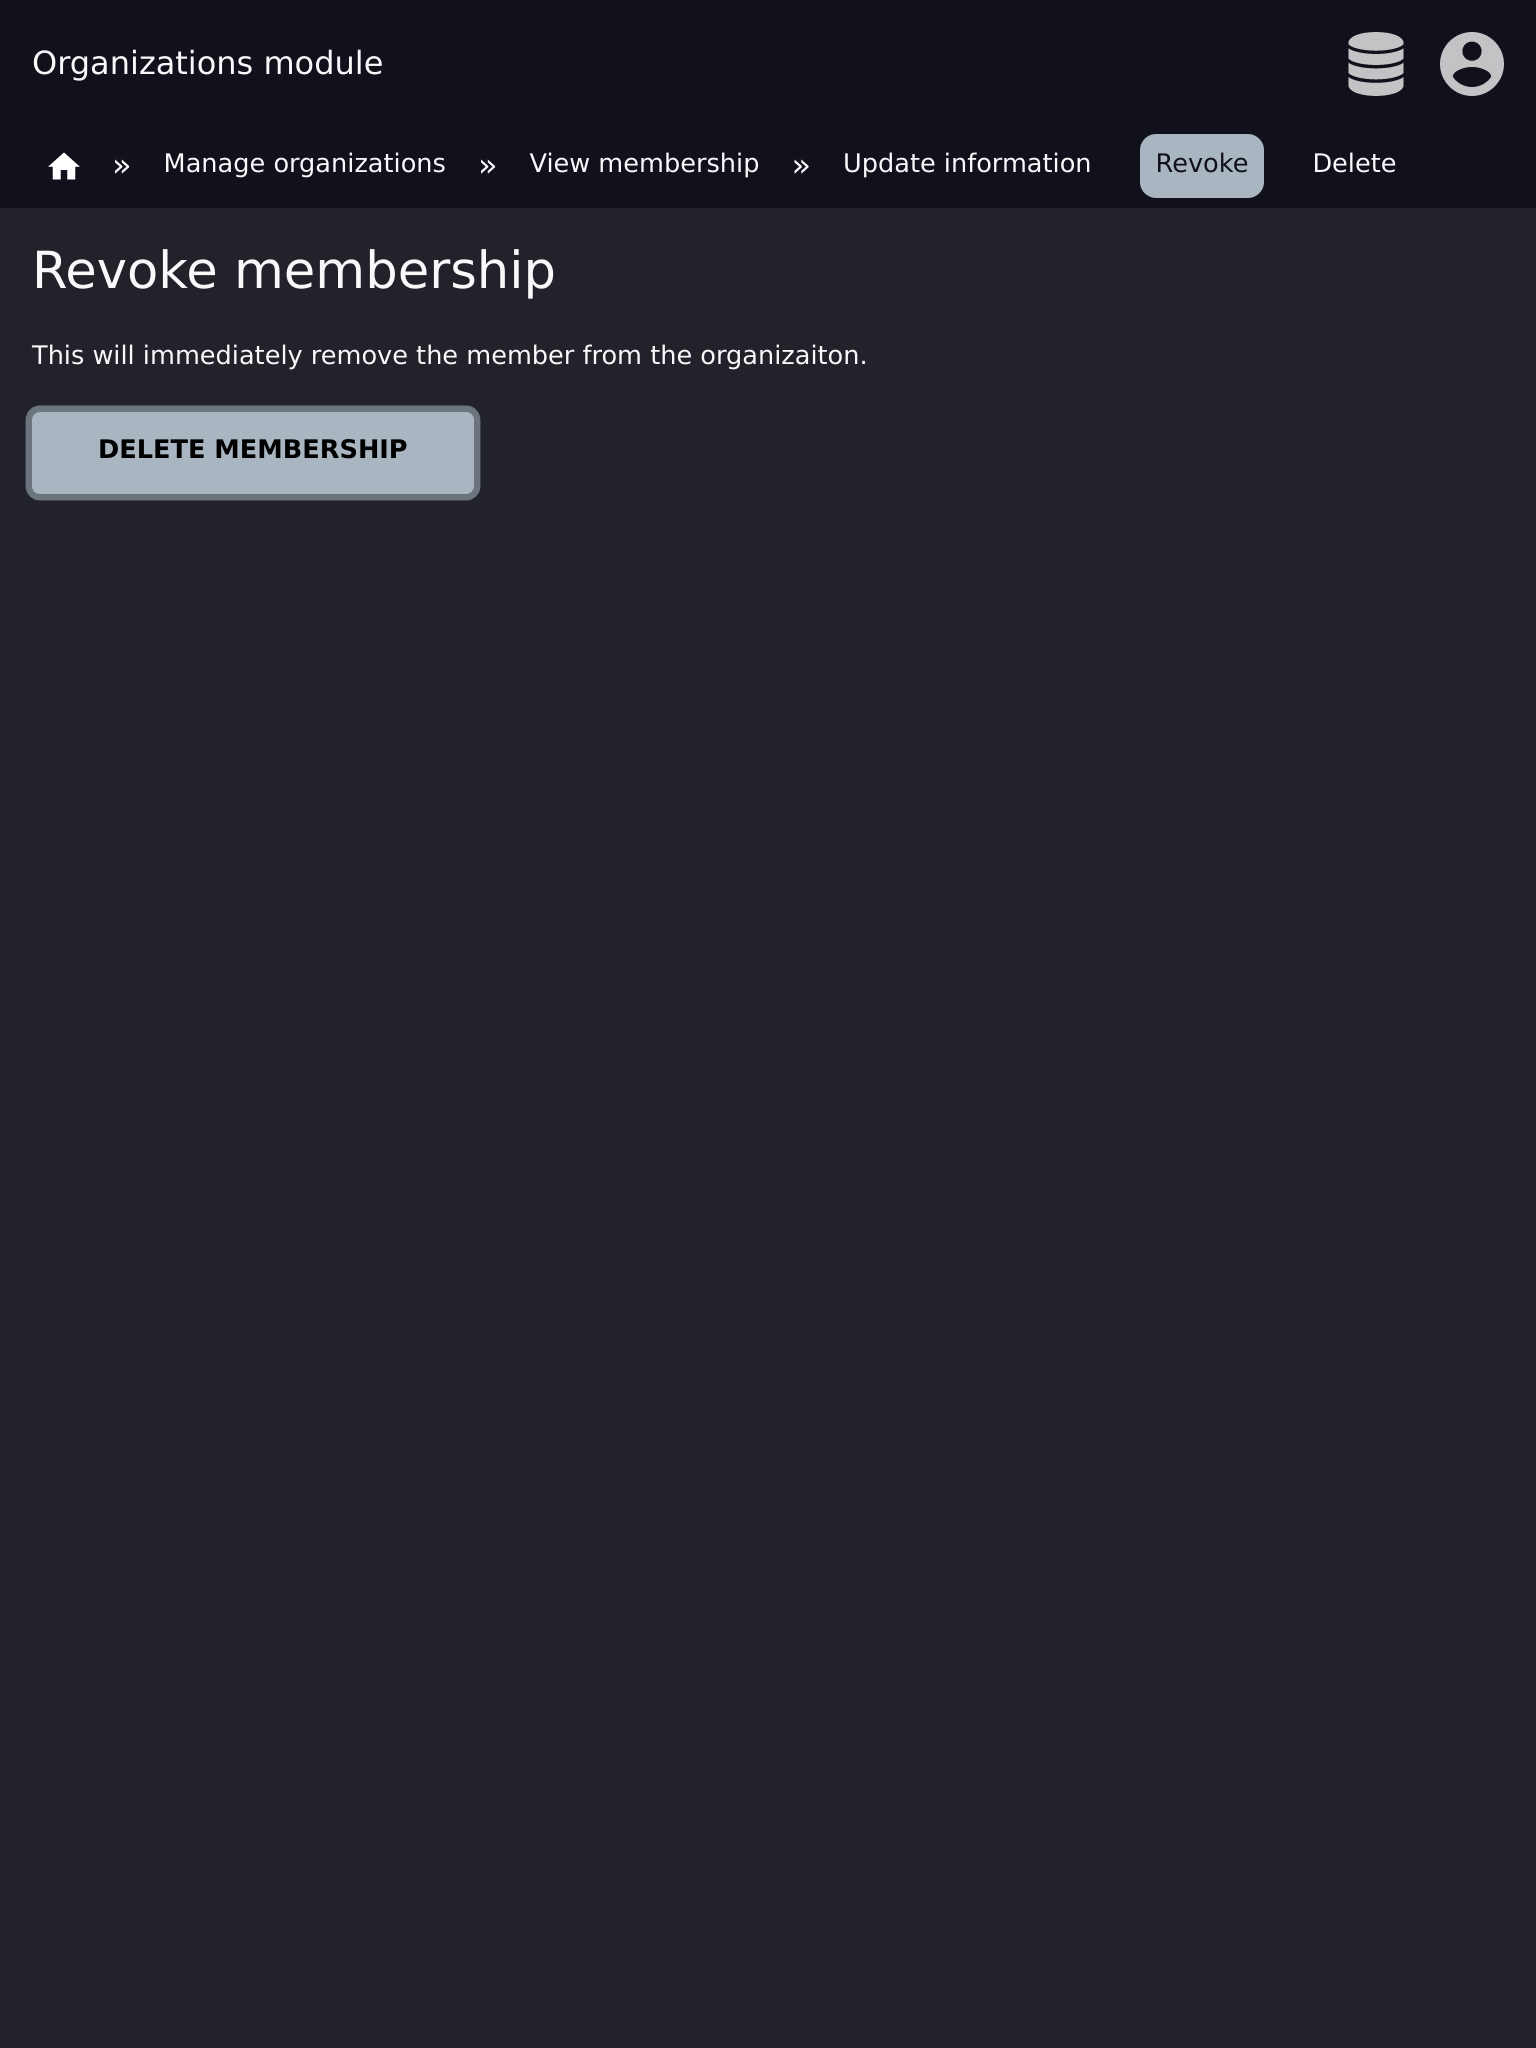 Organizations module
» Manage organizations » View membership » Update information Revoke Delete
Revoke membership
This will immediately remove the member from the organizaiton.
DELETE MEMBERSHIP